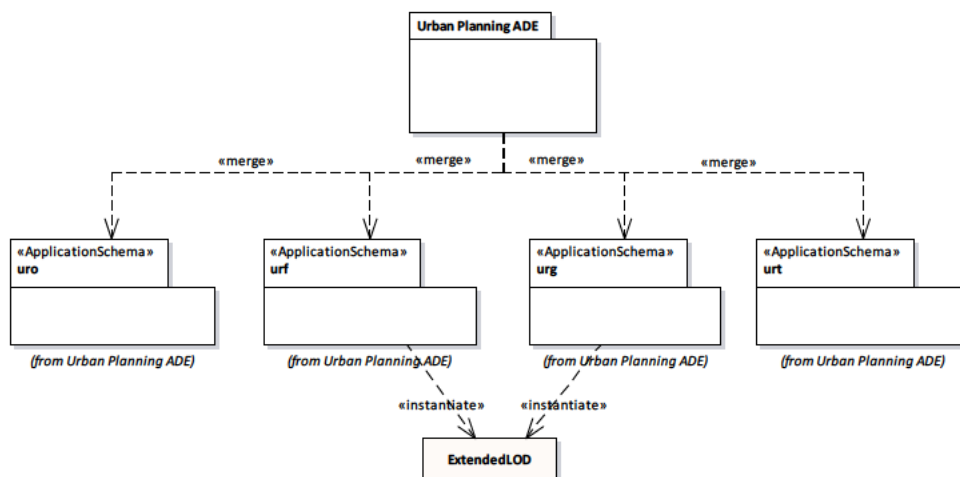 Urban Planning ADE
«merge» «merge» «merge» «merge»
«ApplicationSchema» «ApplicationSchema» «ApplicationSchema» «ApplicationSchema»
uro urf urg urt
(from Urban Planning ADE) (from Urban Planning ADE) (from Urban Planning ADE) (from Urban Planning ADE)
«instantiate» «instantiate»
ExtendedLOD